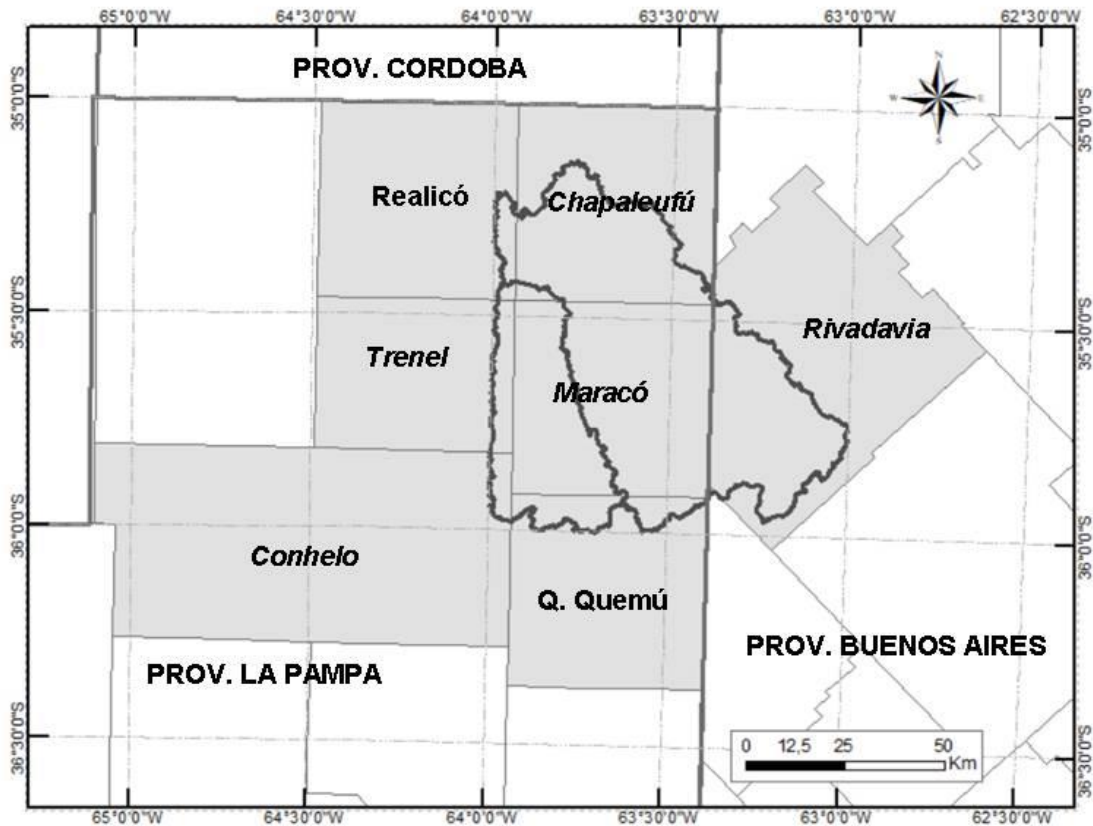 65°0'0"W 64°30'0"W 64°0'0"W 63°30'0"W 63°0'0"W 62°30'0"W
PROV. CORDOBA
N
W E
S
35°0'0"S 35°0'0"S
Realicó
Chapaleufú
35°30'0"S 35°30'0"S
Rivadavia
Trenel
Maracó
36°0'0"S 36°0'0"S
Conhelo
Q. Quemú
PROV. BUENOS AIRES
PROV. LA PAMPA
0 12,5 25 50
Km
36°30'0"S 36°30'0"S
65°0'0"W 64°30'0"W 64°0'0"W 63°30'0"W 63°0'0"W 62°30'0"W